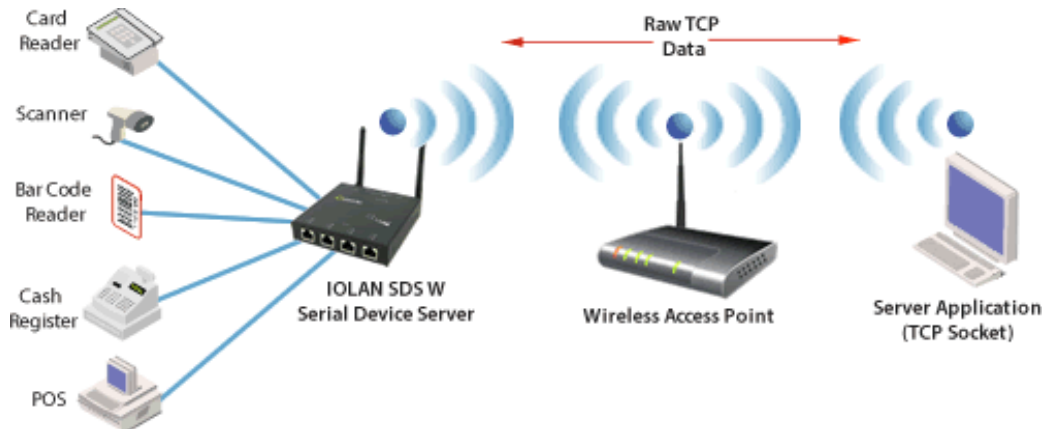 Card
Reader
Scanner
Bar Code
Reader
Cash
Register
POS
IOLAN SDS W
Serial Device Server
Raw TCP
Data
Wireless Access Point
Server Application
(TCP Socket)